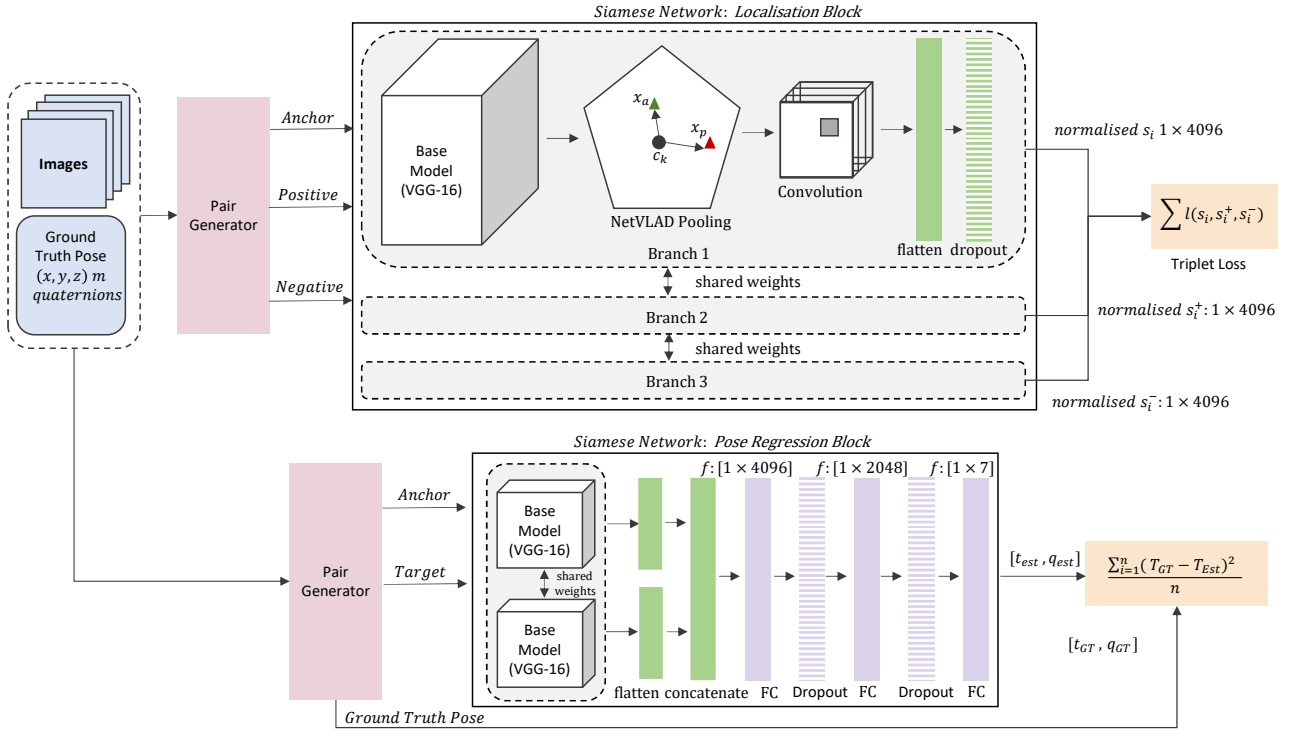 Siamese Network: Localisation Block
Images
Ground
Truth Pose
(x, y, z) m
quaternions
Pair
Generator
Anchor
Positive
Negative
Base
Model
(VGG-16)
x_a
x_p
c_k
NetVLAD Pooling
Convolution
flatten dropout
Branch 1
shared weights
Branch 2
shared weights
Branch 3
normalised s_i 1 × 4096
∑ l(s_i, s_i^+, s_i^-)
Triplet Loss
normalised s_i^+: 1 × 4096
normalised s_i^-: 1 × 4096
Siamese Network: Pose Regression Block
Pair
Generator
Anchor
Target
Ground Truth Pose
Base
Model
(VGG-16)
shared
weights
Base
Model
(VGG-16)
f: [1 × 4096] f: [1 × 2048] f: [1 × 7]
flatten concatenate FC Dropout FC Dropout FC
[t_est, q_est]
∑_{i=1}^n (T_GT − T_Est)^2
n
[t_GT, q_GT]